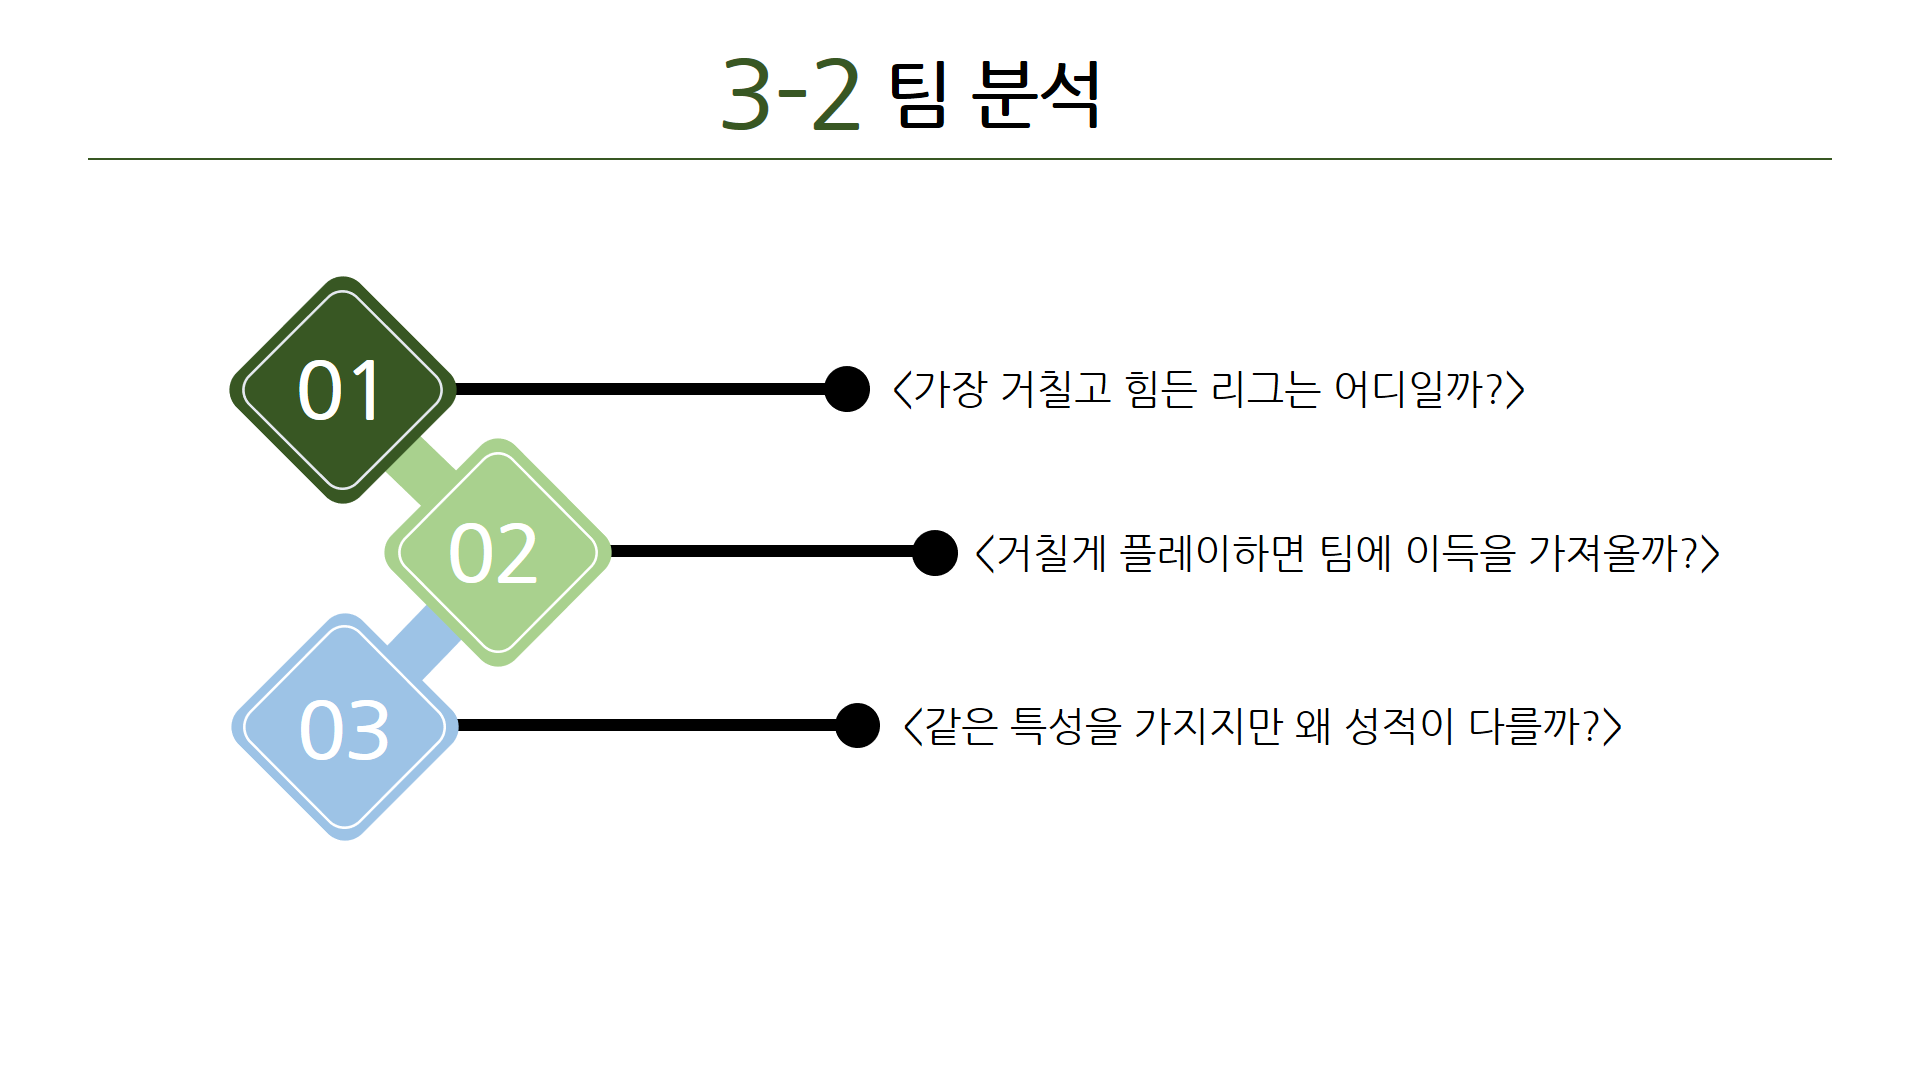 3-2 팀 분석
01 <가장 거칠고 힘든 리그는 어디일까?>
02 <거칠게 플레이하면 팀에 이득을 가져올까?>
03 <같은 특성을 가지지만 왜 성적이 다를까?>